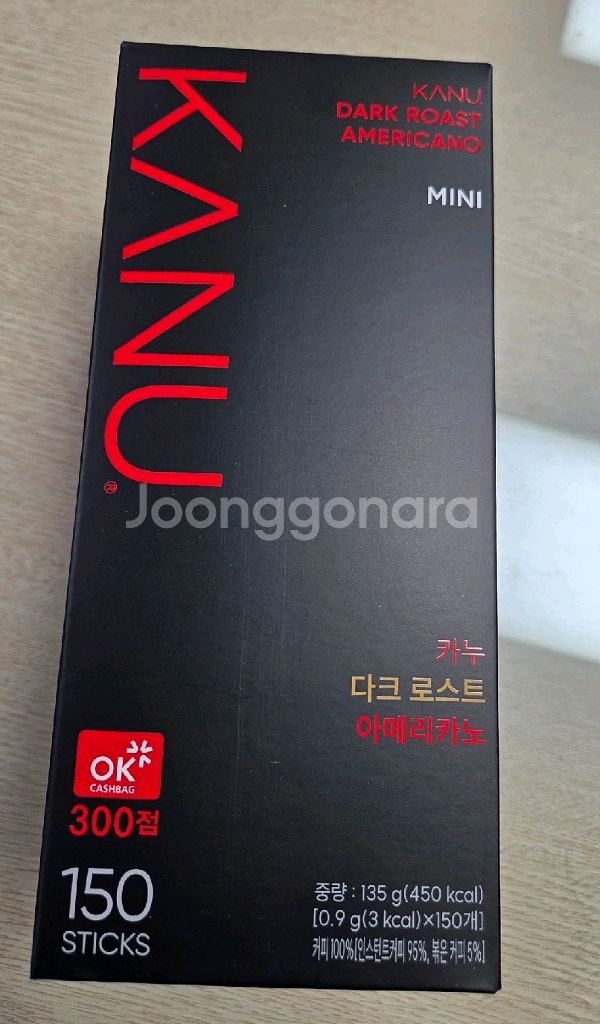 KANU
DARK ROAST
AMERICANO
MINI
KANU®
Joonggonara
카누
다크 로스트
아메리카노
OK
CASHBAG
300점
150
STICKS
중량 : 135 g(450 kcal)
[0.9 g(3 kcal)×150개]
커피 100%[인스턴트커피 95%, 볶은 커피 5%]